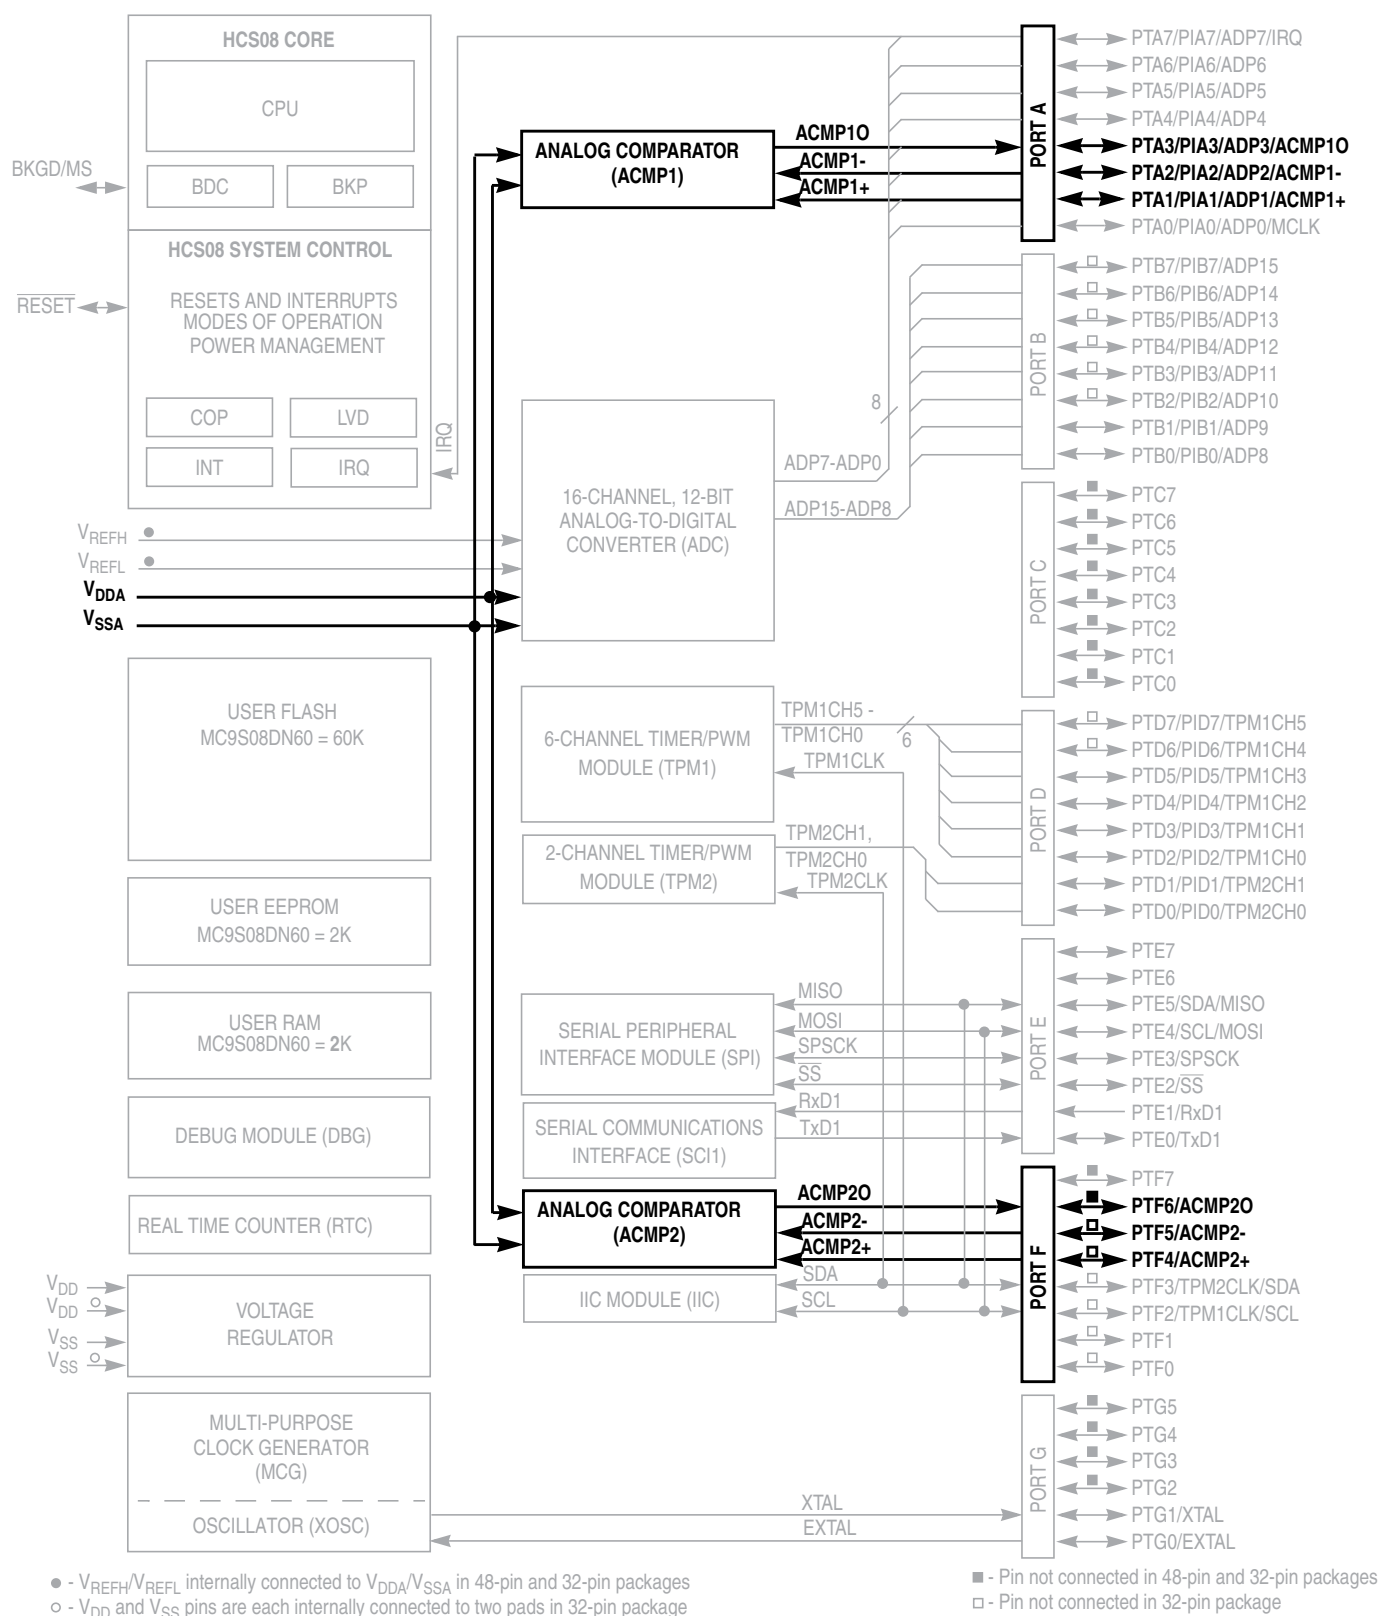 HCS08 CORE
CPU
BDC
BKP
BKGD/MS
HCS08 SYSTEM CONTROL
RESETS AND INTERRUPTS
MODES OF OPERATION
POWER MANAGEMENT
RESET
COP
LVD
INT
IRQ
IRQ
VREFH
VREFL
VDDA
VSSA
USER FLASH
MC9S08DN60 = 60K
USER EEPROM
MC9S08DN60 = 2K
USER RAM
MC9S08DN60 = 2K
DEBUG MODULE (DBG)
REAL TIME COUNTER (RTC)
VDD
VDD
VSS
VSS
VOLTAGE
REGULATOR
MULTI-PURPOSE
CLOCK GENERATOR
(MCG)
OSCILLATOR (XOSC)
ANALOG COMPARATOR
(ACMP1)
ACMP1O
ACMP1-
ACMP1+
16-CHANNEL, 12-BIT
ANALOG-TO-DIGITAL
CONVERTER (ADC)
8
ADP7-ADP0
ADP15-ADP8
6-CHANNEL TIMER/PWM
MODULE (TPM1)
TPM1CH5 -
TPM1CH0
6
TPM1CLK
2-CHANNEL TIMER/PWM
MODULE (TPM2)
TPM2CH1,
TPM2CH0
TPM2CLK
SERIAL PERIPHERAL
INTERFACE MODULE (SPI)
MISO
MOSI
SPSCK
SS
SERIAL COMMUNICATIONS
INTERFACE (SCI1)
RxD1
TxD1
ANALOG COMPARATOR
(ACMP2)
ACMP2O
ACMP2-
ACMP2+
IIC MODULE (IIC)
SDA
SCL
XTAL
EXTAL
PORT A
PTA7/PIA7/ADP7/IRQ
PTA6/PIA6/ADP6
PTA5/PIA5/ADP5
PTA4/PIA4/ADP4
PTA3/PIA3/ADP3/ACMP1O
PTA2/PIA2/ADP2/ACMP1-
PTA1/PIA1/ADP1/ACMP1+
PTA0/PIA0/ADP0/MCLK
PORT B
PTB7/PIB7/ADP15
PTB6/PIB6/ADP14
PTB5/PIB5/ADP13
PTB4/PIB4/ADP12
PTB3/PIB3/ADP11
PTB2/PIB2/ADP10
PTB1/PIB1/ADP9
PTB0/PIB0/ADP8
PORT C
PTC7
PTC6
PTC5
PTC4
PTC3
PTC2
PTC1
PTC0
PORT D
PTD7/PID7/TPM1CH5
PTD6/PID6/TPM1CH4
PTD5/PID5/TPM1CH3
PTD4/PID4/TPM1CH2
PTD3/PID3/TPM1CH1
PTD2/PID2/TPM1CH0
PTD1/PID1/TPM2CH1
PTD0/PID0/TPM2CH0
PORT E
PTE7
PTE6
PTE5/SDA/MISO
PTE4/SCL/MOSI
PTE3/SPSCK
PTE2/SS
PTE1/RxD1
PTE0/TxD1
PORT F
PTF7
PTF6/ACMP2O
PTF5/ACMP2-
PTF4/ACMP2+
PTF3/TPM2CLK/SDA
PTF2/TPM1CLK/SCL
PTF1
PTF0
PORT G
PTG5
PTG4
PTG3
PTG2
PTG1/XTAL
PTG0/EXTAL
● - VREFH/VREFL internally connected to VDDA/VSSA in 48-pin and 32-pin packages
○ - VDD and VSS pins are each internally connected to two pads in 32-pin package
■ - Pin not connected in 48-pin and 32-pin packages
□ - Pin not connected in 32-pin package